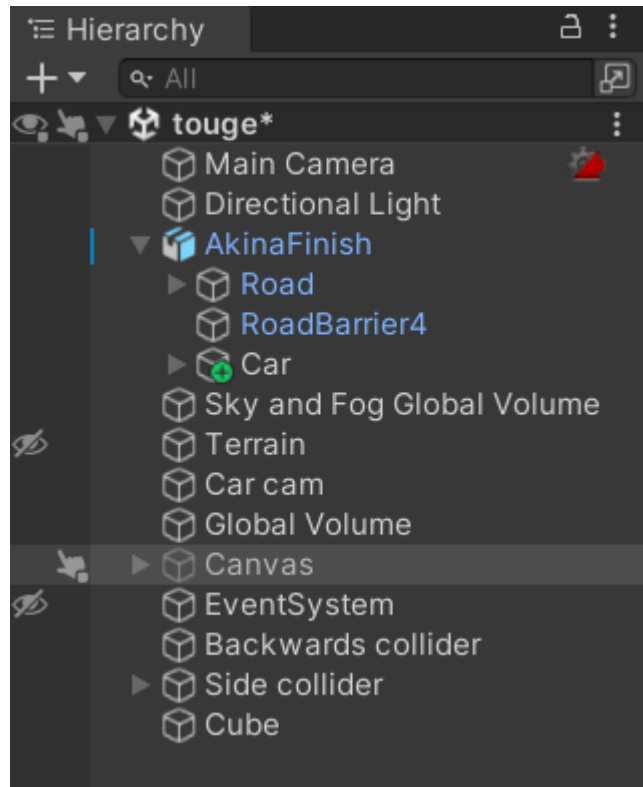 Hierarchy
All
touge*
Main Camera
Directional Light
AkinaFinish
Road
RoadBarrier4
Car
Sky and Fog Global Volume
Terrain
Car cam
Global Volume
Canvas
EventSystem
Backwards collider
Side collider
Cube